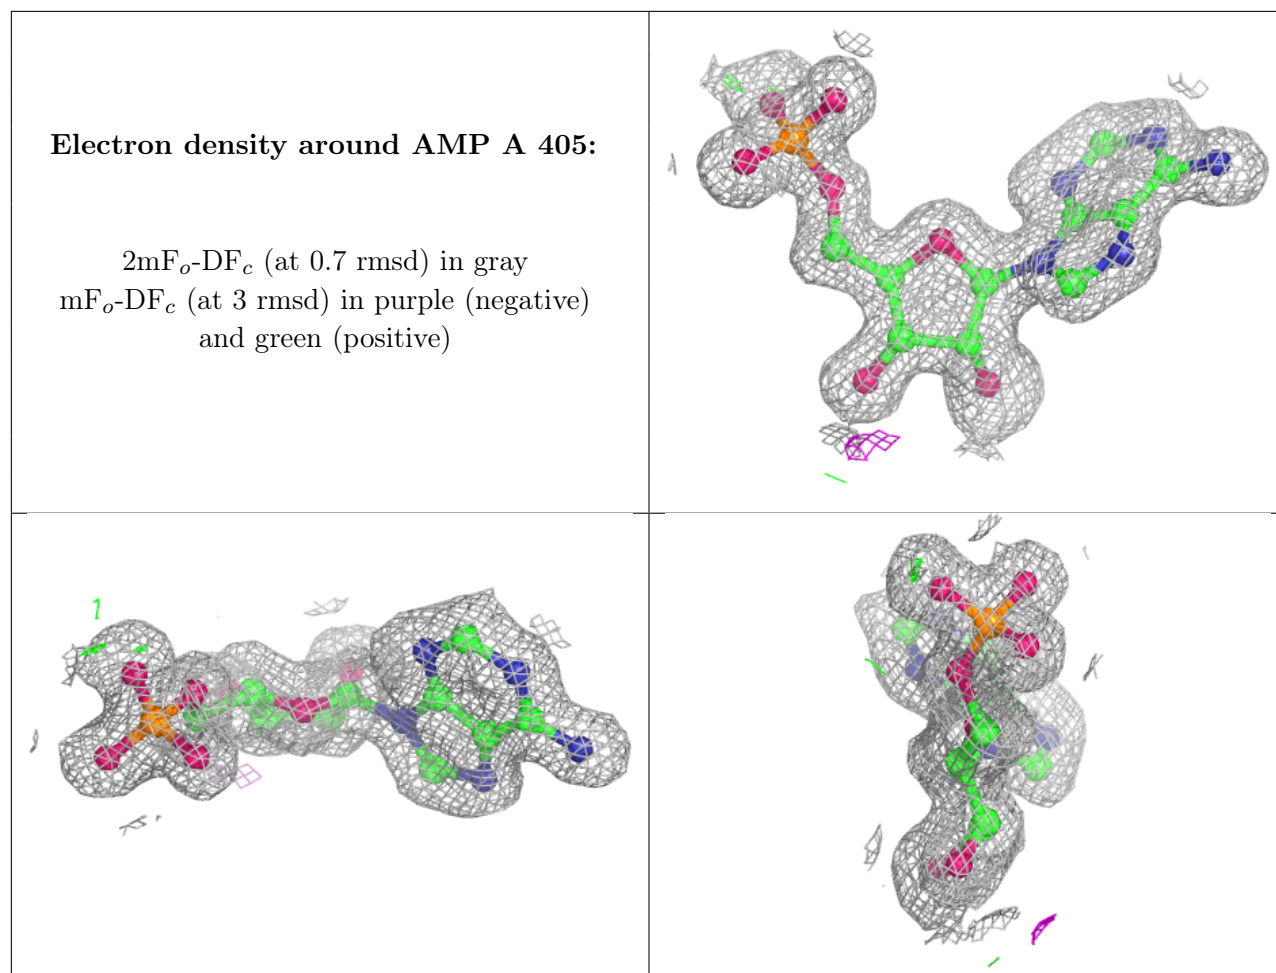 Electron density around AMP A 405:
2mFₒ-DF𝑐 (at 0.7 rmsd) in gray
mFₒ-DF𝑐 (at 3 rmsd) in purple (negative)
and green (positive)